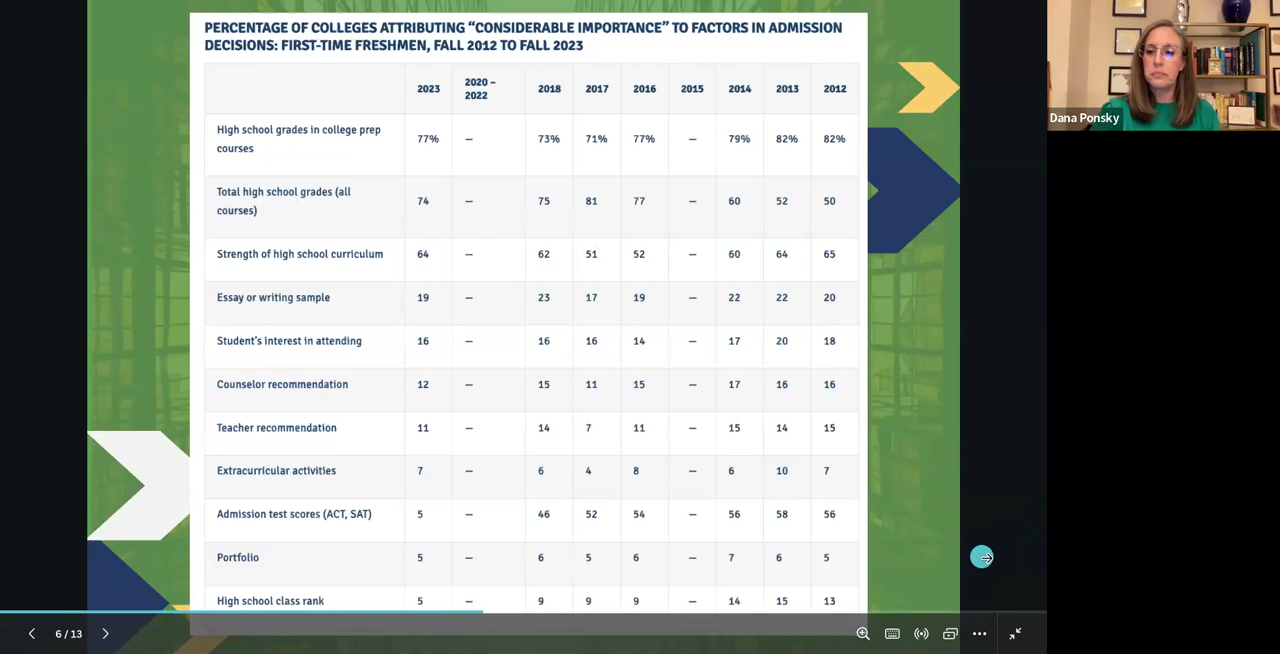 PERCENTAGE OF COLLEGES ATTRIBUTING “CONSIDERABLE IMPORTANCE” TO FACTORS IN ADMISSION
DECISIONS: FIRST-TIME FRESHMEN, FALL 2012 TO FALL 2023
2023 2020 – 2022 2018 2017 2016 2015 2014 2013 2012
High school grades in college prep courses 77% — 73% 71% 77% — 79% 82% 82%
Total high school grades (all courses) 74 — 75 81 77 — 60 52 50
Strength of high school curriculum 64 — 62 51 52 — 60 64 65
Essay or writing sample 19 — 23 17 19 — 22 22 20
Student’s interest in attending 16 — 16 16 14 — 17 20 18
Counselor recommendation 12 — 15 11 15 — 17 16 16
Teacher recommendation 11 — 14 7 11 — 15 14 15
Extracurricular activities 7 — 6 4 8 — 6 10 7
Admission test scores (ACT, SAT) 5 — 46 52 54 — 56 58 56
Portfolio 5 — 6 5 6 — 7 6 5
High school class rank 5 — 9 9 9 — 14 15 13
6 / 13
Dana Ponsky